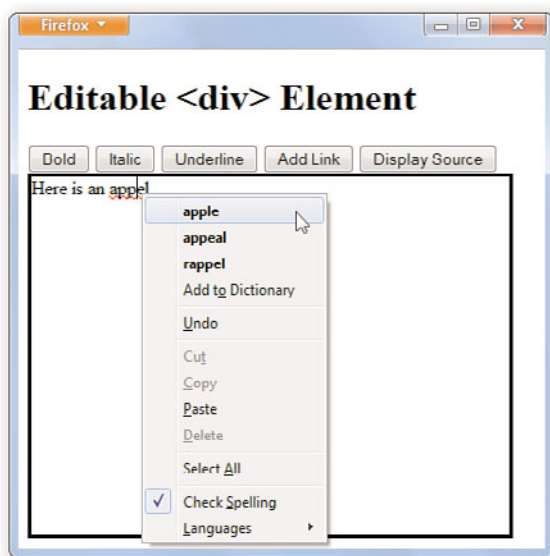 Firefox
Editable <div> Element
Bold Italic Underline Add Link Display Source
Here is an appel
apple
appeal
rappel
Add to Dictionary
Undo
Cut
Copy
Paste
Delete
Select All
Check Spelling
Languages